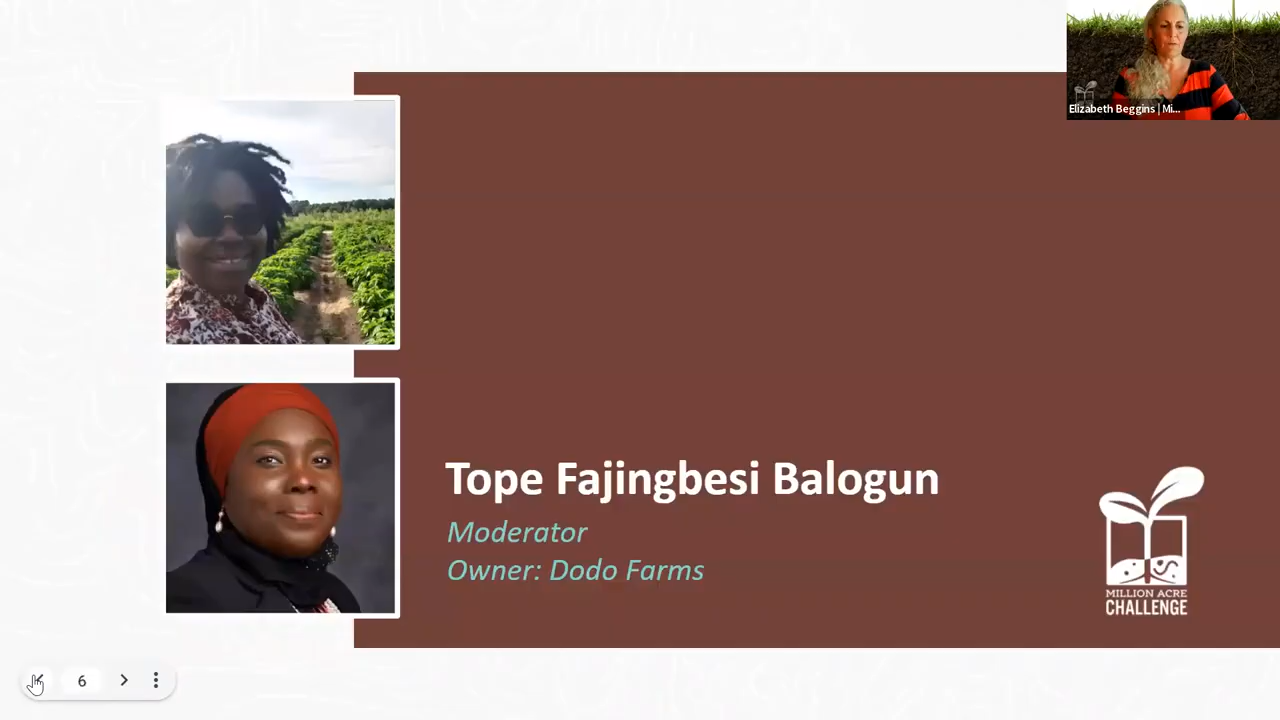 Elizabeth Beggins | Mi...
Tope Fajingbesi Balogun
Moderator
Owner: Dodo Farms
MILLION ACRE
CHALLENGE
6